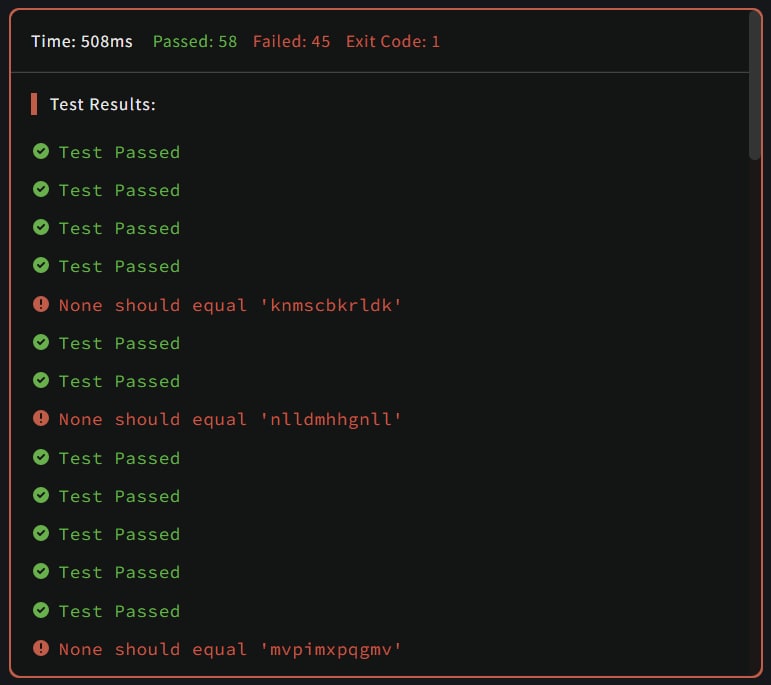 Time: 508ms Passed: 58 Failed: 45 Exit Code: 1
Test Results:
Test Passed
Test Passed
Test Passed
Test Passed
None should equal 'knmscbkrldk'
Test Passed
Test Passed
None should equal 'nlldmhhgnll'
Test Passed
Test Passed
Test Passed
Test Passed
Test Passed
None should equal 'mvpimxpqgmv'